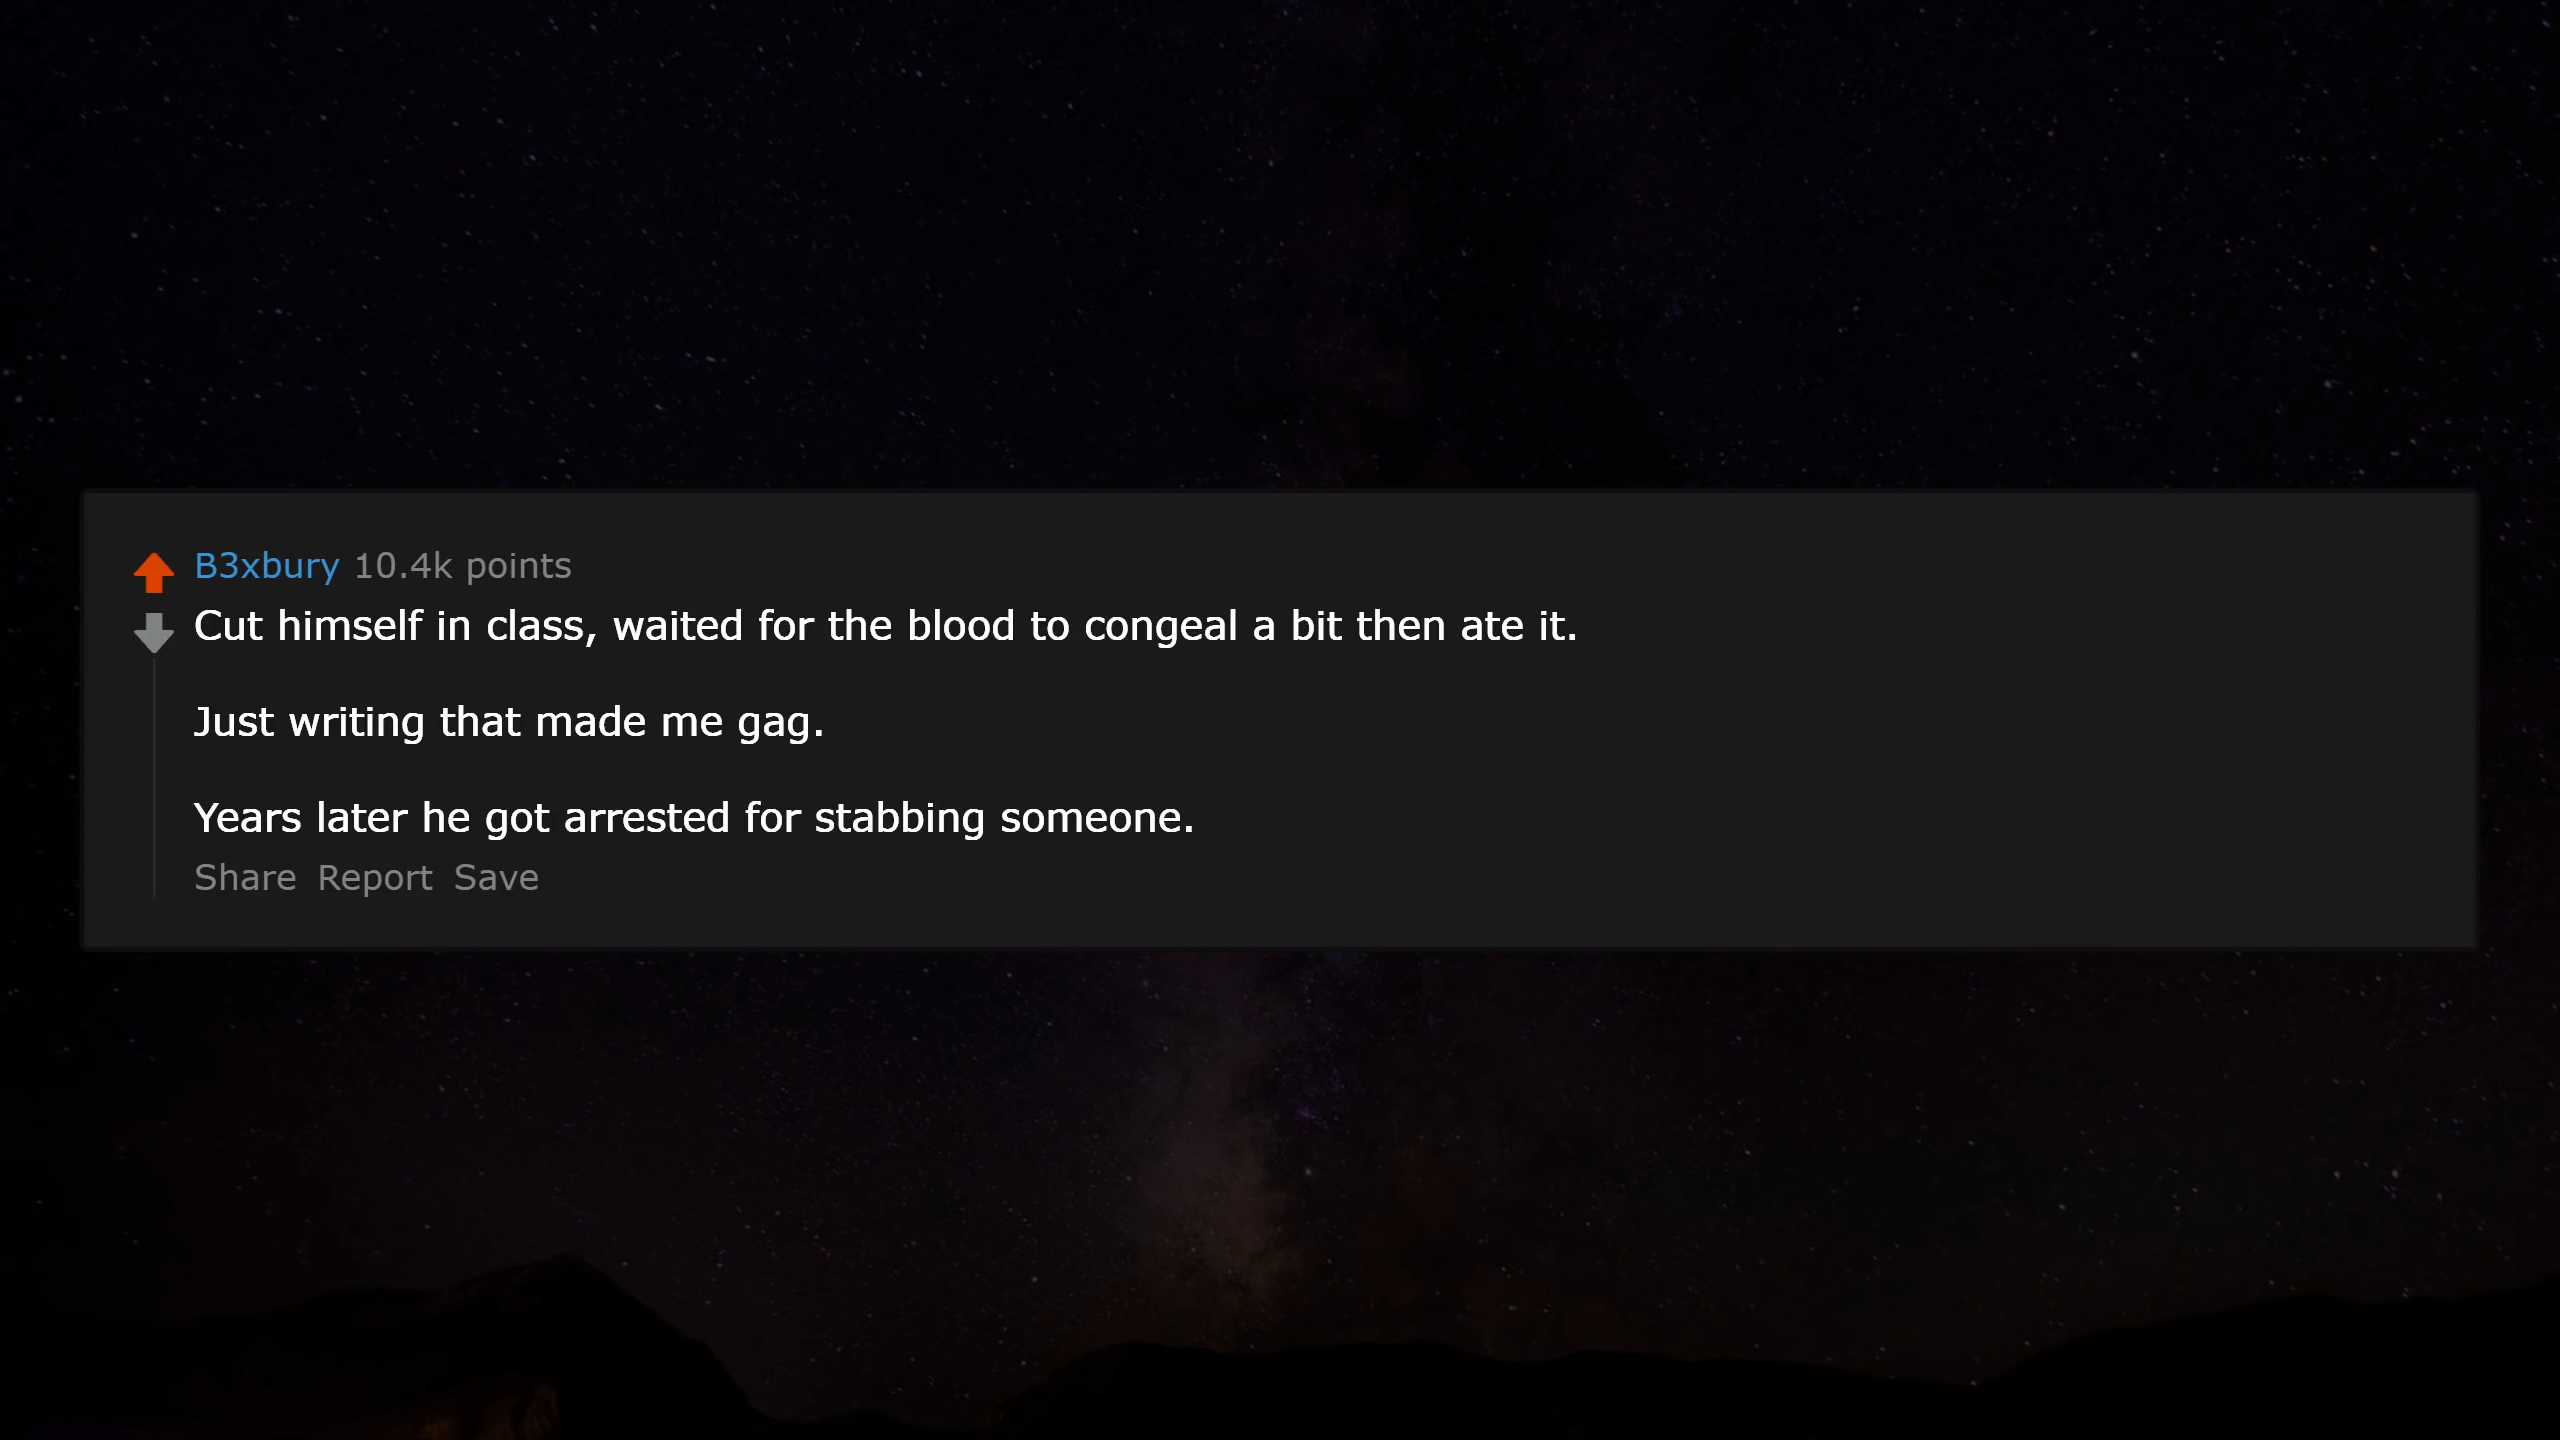 B3xbury 10.4k points
Cut himself in class, waited for the blood to congeal a bit then ate it.
Just writing that made me gag.
Years later he got arrested for stabbing someone.
Share Report Save